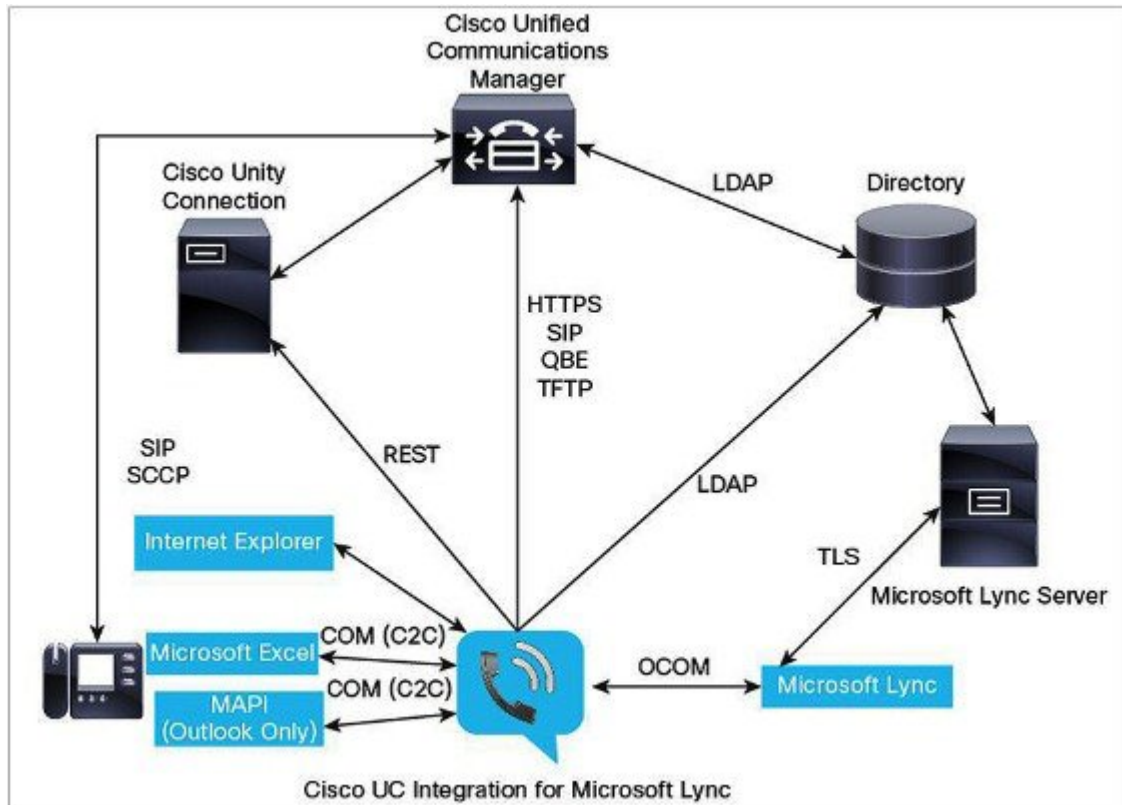 Cisco Unified
Communications
Manager
Cisco Unity
Connection
LDAP
Directory
HTTPS
SIP
QBE
TFTP
SIP
SCCP
REST
LDAP
Internet Explorer
TLS
Microsoft Lync Server
Microsoft Excel
COM (C2C)
COM (C2C)
MAPI
(Outlook Only)
OCOM
Microsoft Lync
Cisco UC Integration for Microsoft Lync